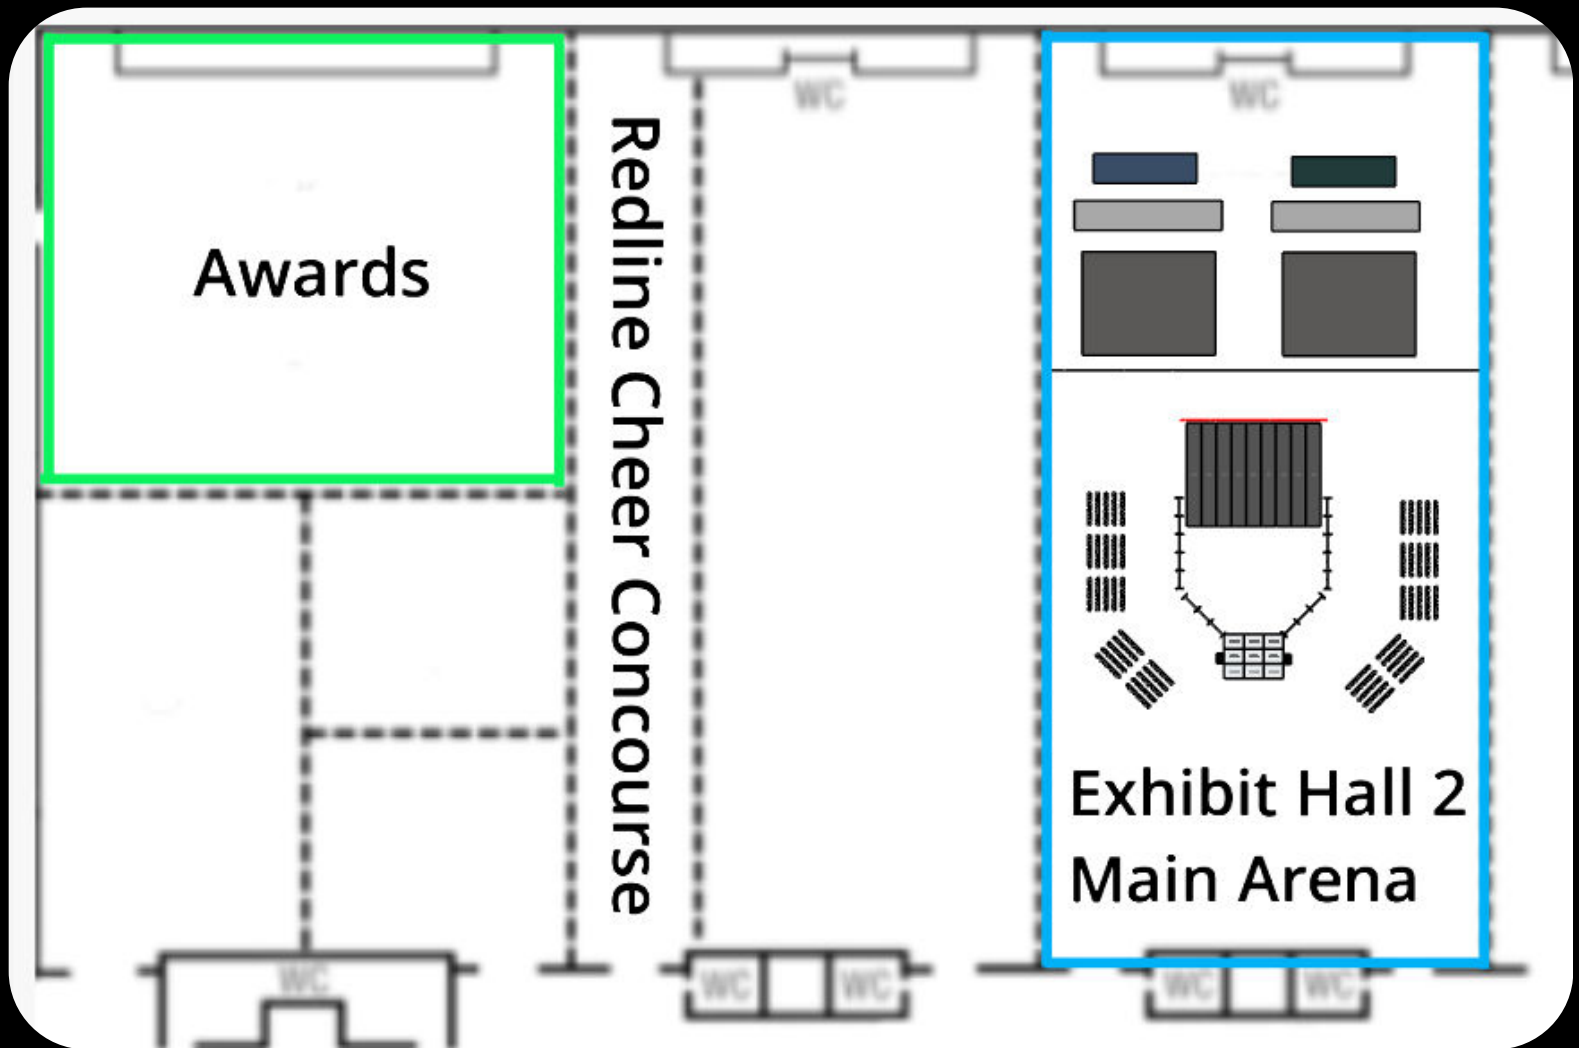 WC
WC
Awards
Redline Cheer Concourse
Exhibit Hall 2
Main Arena
WC
WC
WC
WC
WC